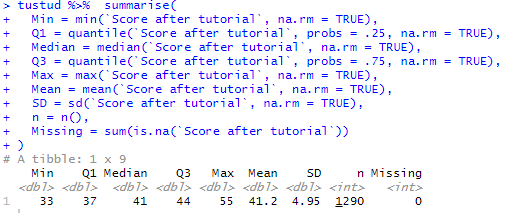 > tustud %>%  summarise(
+   Min = min(`Score after tutorial`, na.rm = TRUE),
+   Q1 = quantile(`Score after tutorial`, probs = .25, na.rm = TRUE),
+   Median = median(`Score after tutorial`, na.rm = TRUE),
+   Q3 = quantile(`Score after tutorial`, probs = .75, na.rm = TRUE),
+   Max = max(`Score after tutorial`, na.rm = TRUE),
+   Mean = mean(`Score after tutorial`, na.rm = TRUE),
+   SD = sd(`Score after tutorial`, na.rm = TRUE),
+   n = n(),
+   Missing = sum(is.na(`Score after tutorial`))
+ )
# A tibble: 1 x 9
Min Q1 Median Q3 Max Mean SD n Missing
<dbl> <dbl> <dbl> <dbl> <dbl> <dbl> <dbl> <int> <int>
1 33 37 41 44 55 41.2 4.95 1290 0